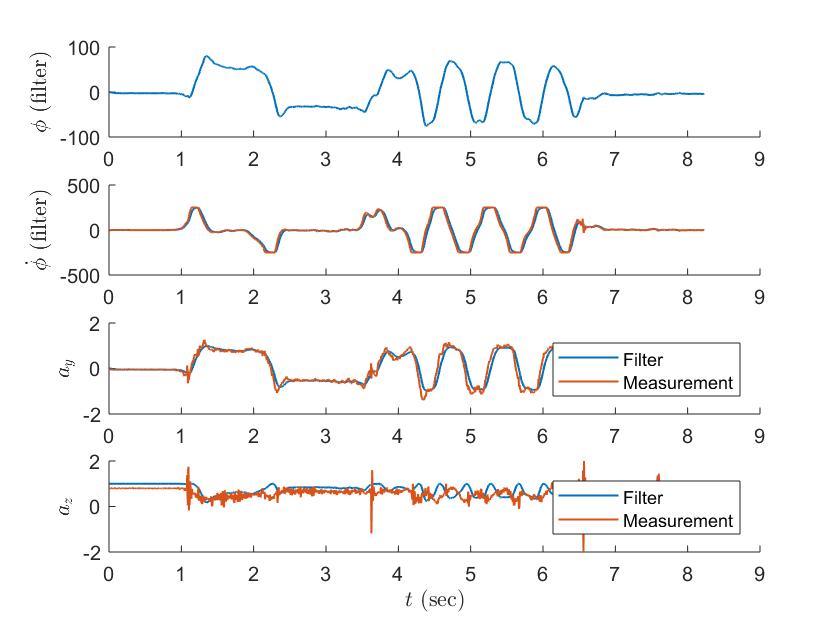 100
0
-100
ϕ (filter)
0 1 2 3 4 5 6 7 8 9
500
0
-500
ϕ̇ (filter)
0 1 2 3 4 5 6 7 8 9
2
0
-2
a_y
Filter
Measurement
0 1 2 3 4 5 6 7 8 9
2
0
-2
a_z
Filter
Measurement
0 1 2 3 4 5 6 7 8 9
t (sec)